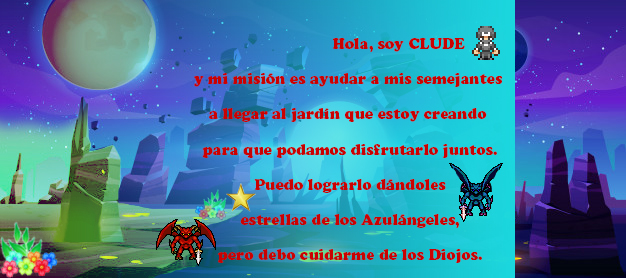 Hola, soy CLUDE
y mi misión es ayudar a mis semejantes
a llegar al jardín que estoy creando
para que podamos disfrutarlo juntos.
Puedo lograrlo dándoles
estrellas de los Azulángeles,
pero debo cuidarme de los Diojos.